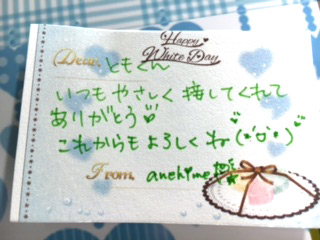 Happy
White Day
Dear ともくん
いつも やさしく 接してくれて
ありがとう
これからも よろしくね (*'▽'*)
From. anehime